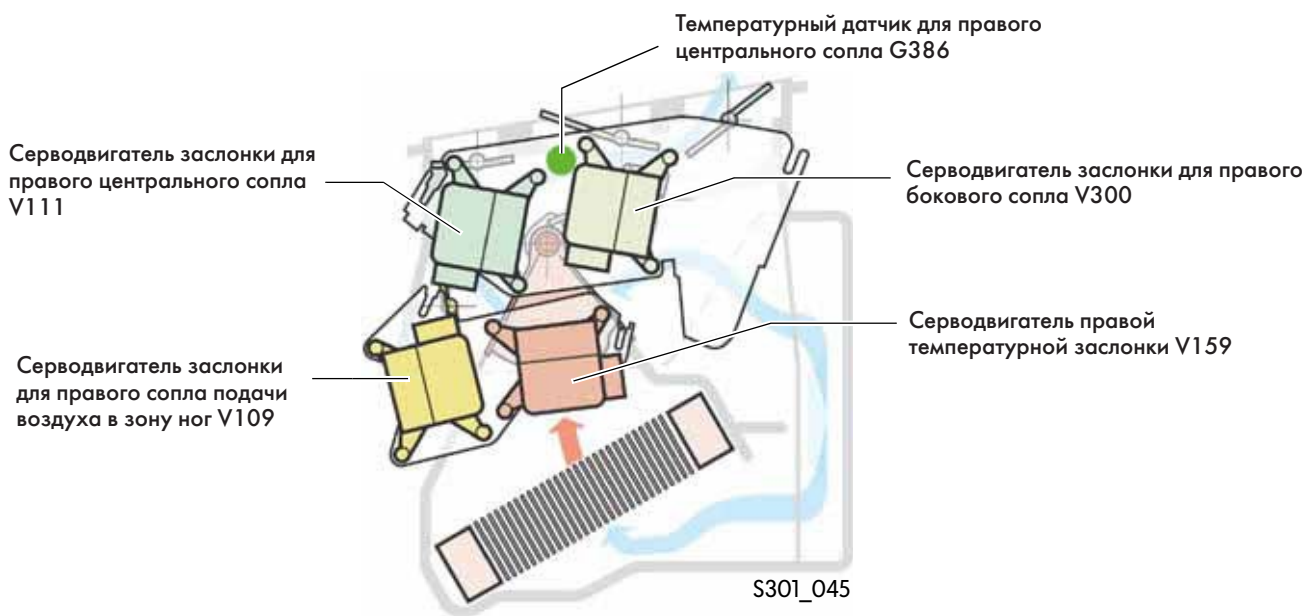 Температурный датчик для правого
центрального сопла G386
Серводвигатель заслонки для
правого центрального сопла
V111
Серводвигатель заслонки для правого
бокового сопла V300
Серводвигатель правой
температурной заслонки V159
Серводвигатель заслонки
для правого сопла подачи
воздуха в зону ног V109
S301_045